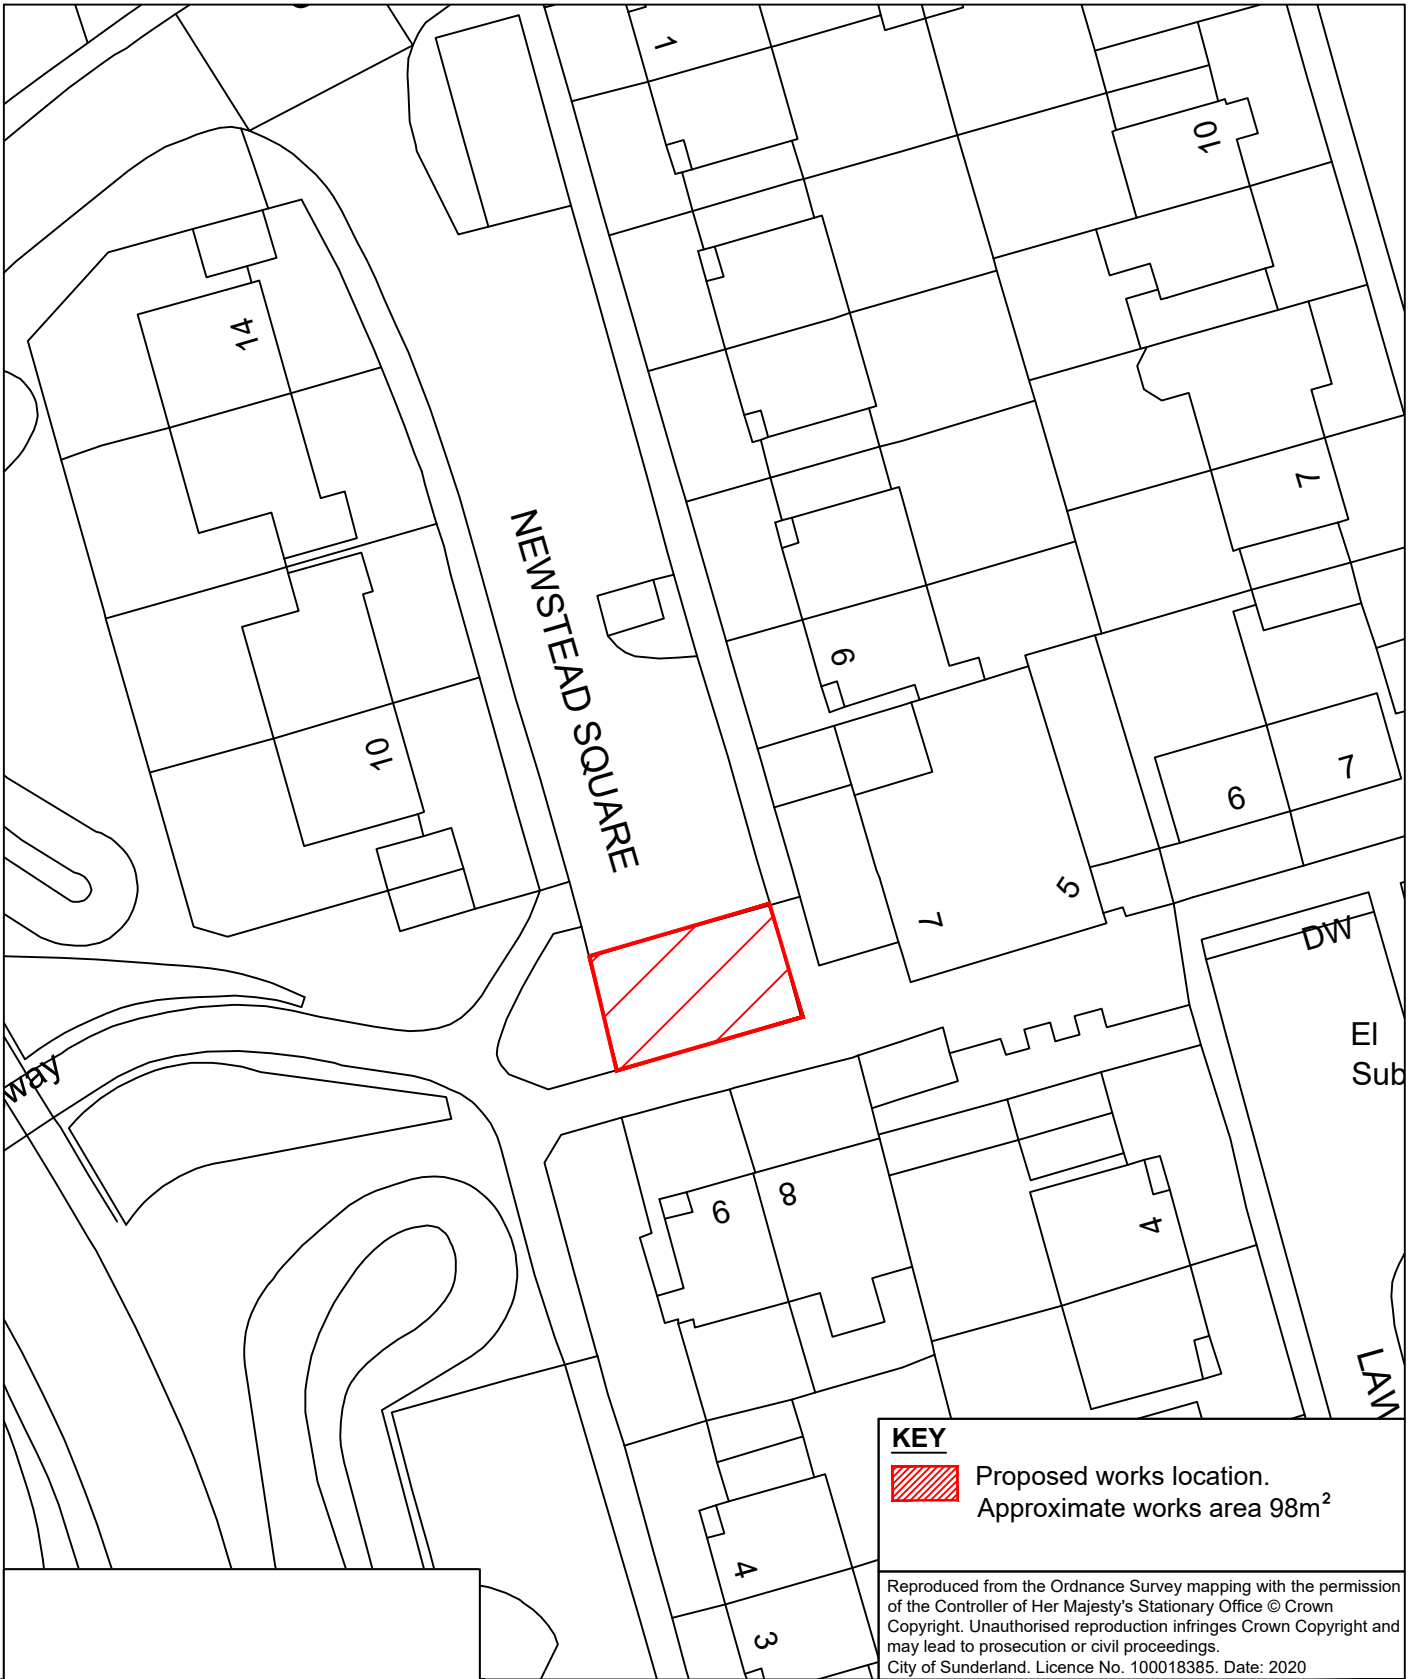 1
10
14
NEWSTEAD SQUARE
7
9
10
7
6
5
7
DW
El
Sub
way
9
8
4
LAW
4
3
KEY
Proposed works location.
Approximate works area 98m²
Reproduced from the Ordnance Survey mapping with the permission
of the Controller of Her Majesty's Stationary Office © Crown
Copyright. Unauthorised reproduction infringes Crown Copyright and
may lead to prosecution or civil proceedings.
City of Sunderland. Licence No. 100018385. Date: 2020